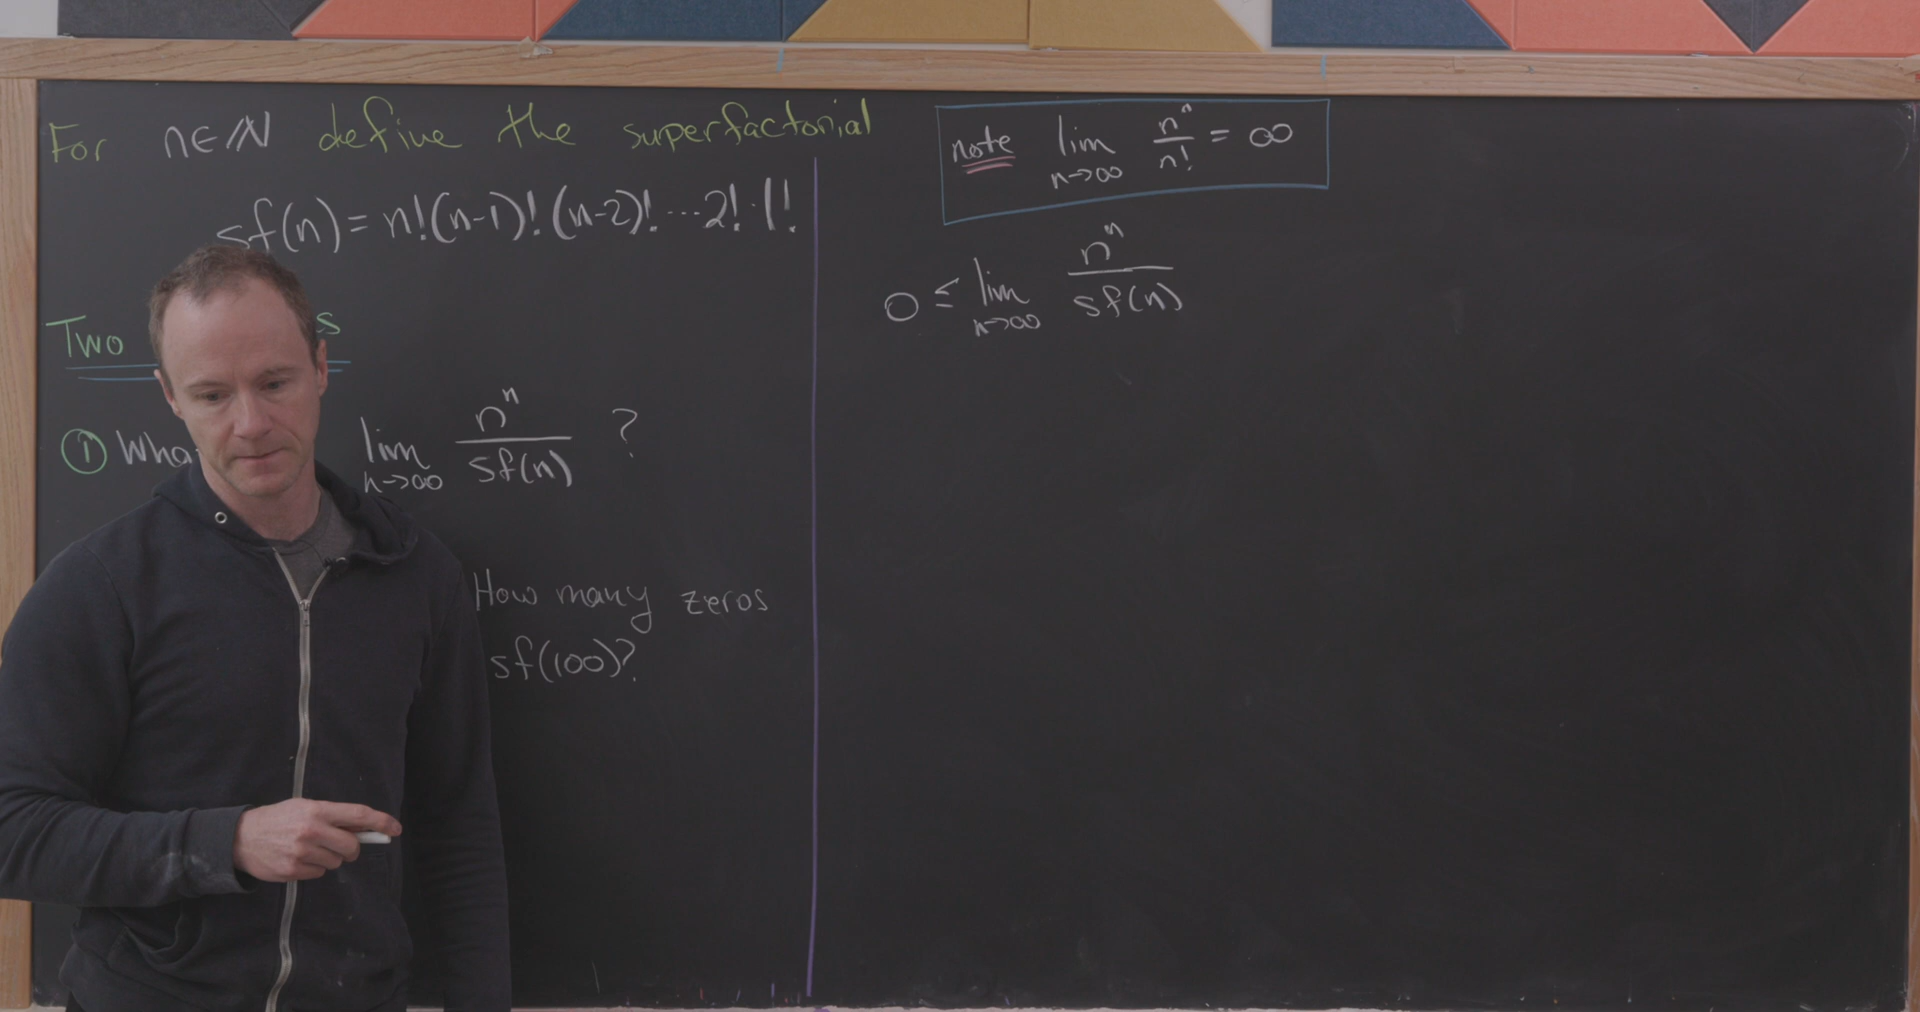 For n∈ℕ define the superfactorial
sf(n) = n!(n-1)!(n-2)! ··· 2! · 1!
Two
① lim n→∞ n^n / sf(n) ?
How many zeros
sf(100)?
note lim n→∞ n^n / n! = ∞
0 ≤ lim n→∞ n^n / sf(n)